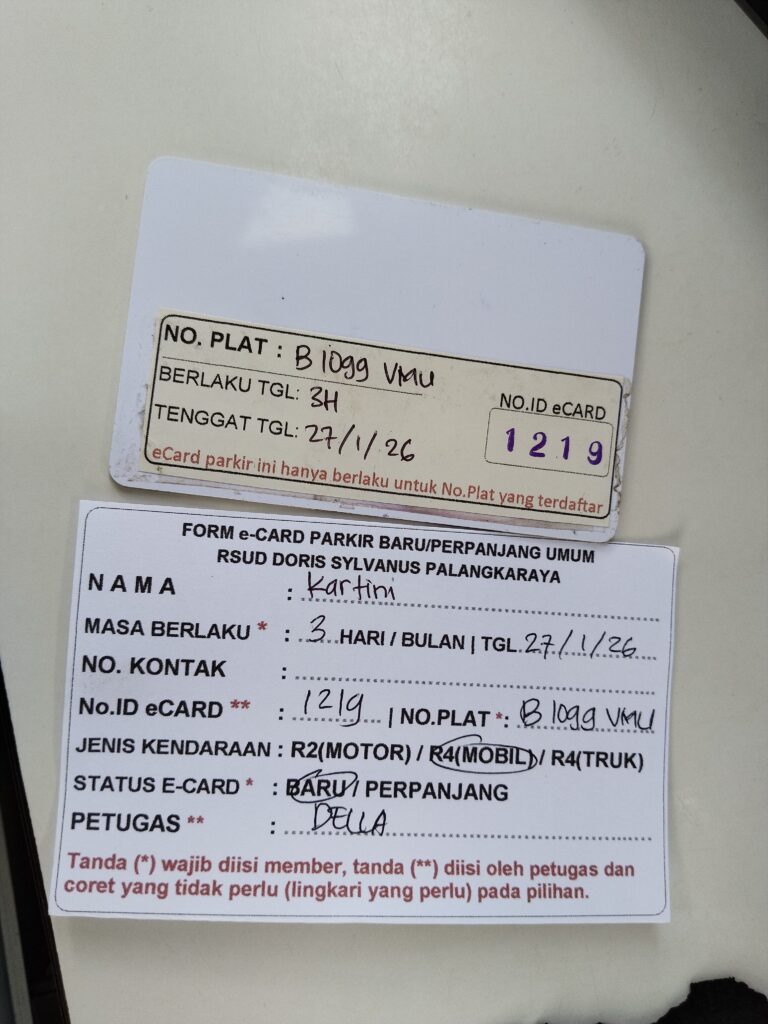 NO. PLAT : B 1099 VMU
BERLAKU TGL: 3H
TENGGAT TGL: 27/1/26
NO.ID eCARD
1219
eCard parkir ini hanya berlaku untuk No.Plat yang terdaftar
FORM e-CARD PARKIR BARU/PERPANJANG UMUM
RSUD DORIS SYLVANUS PALANGKARAYA
NAMA : Kartini
MASA BERLAKU * : 3 HARI / BULAN | TGL. 27/1/26
NO. KONTAK :
No.ID eCARD ** : 1219 | NO.PLAT *: B 1099 VMU
JENIS KENDARAAN : R2(MOTOR) / R4(MOBIL) / R4(TRUK)
STATUS E-CARD * : BARU / PERPANJANG
PETUGAS ** : DELLA
Tanda (*) wajib diisi member, tanda (**) diisi oleh petugas dan
coret yang tidak perlu (lingkari yang perlu) pada pilihan.